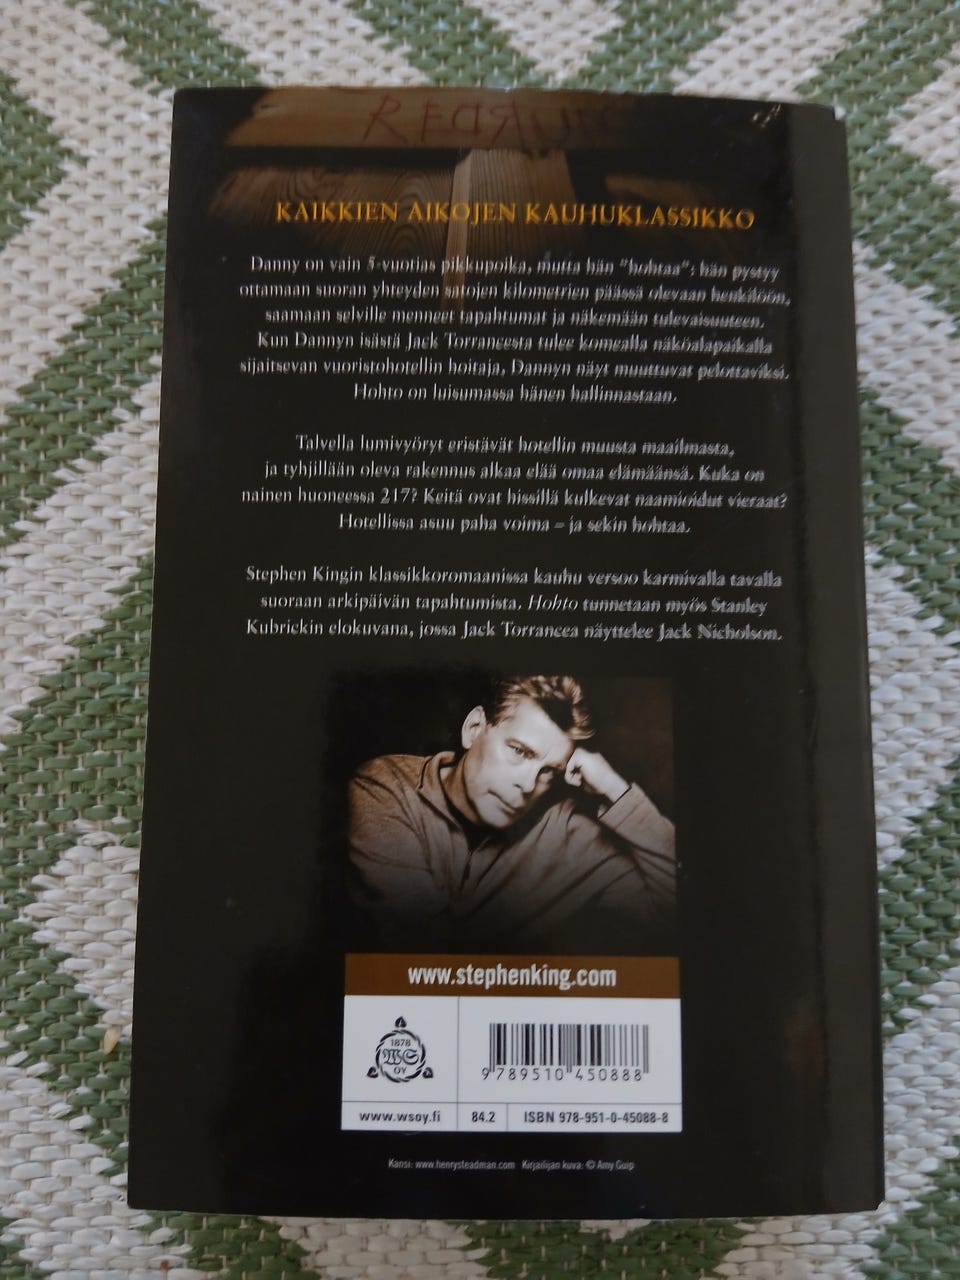 REDRUM
KAIKKIEN AIKOJEN KAUHUKLASSIKKO
Danny on vain 5-vuotias pikkupoika, mutta hän "hohtaa": hän pystyy
ottamaan suoran yhteyden satojen kilometrien päässä olevaan henkilöön,
saamaan selville menneet tapahtumat ja näkemään tulevaisuuteen.
Kun Dannyn isästä Jack Torrancesta tulee komealla näköalapaikalla
sijaitsevan vuoristohotellin hoitaja, Dannyn näyt muuttuvat pelottaviksi.
Hohto on luisumassa hänen hallinnastaan.
Talvella lumivyöryt eristävät hotellin muusta maailmasta,
ja tyhjillään oleva rakennus alkaa elää omaa elämäänsä. Kuka on
nainen huoneessa 217? Keitä ovat hissillä kulkevat naamioidut vieraat?
Hotellissa asuu paha voima – ja sekin hohtaa.
Stephen Kingin klassikkoromaanissa kauhu versoo karmivalla tavalla
suoraan arkipäivän tapahtumista. Hohto tunnetaan myös Stanley
Kubrickin elokuvana, jossa Jack Torrancea näyttelee Jack Nicholson.
www.stephenking.com
1878
WS
OY
9 789510 450888
www.wsoy.fi
84.2
ISBN 978-951-0-45088-8
Kansi: www.henrysteadman.com Kirjailijan kuva: © Amy Guip